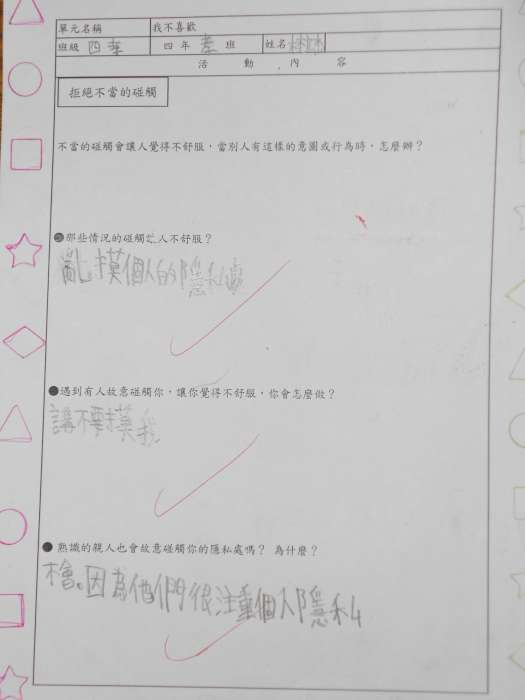 單元名稱 我不喜歡
班級 四孝 四年孝班 姓名
活動內容
拒絕不當的碰觸
不當的碰觸會讓人覺得不舒服，當別人有這樣的意圖或行為時，怎麼辦？
●那些情況的碰觸亡人不舒服？
亂摸個人的隱私處
●遇到有人故意碰觸你，讓你覺得不舒服，你會怎麼做？
講不要摸我
●熟識的親人也會故意碰觸你的隱私處嗎？為什麼？
不會。因為他們很注重個人隱私